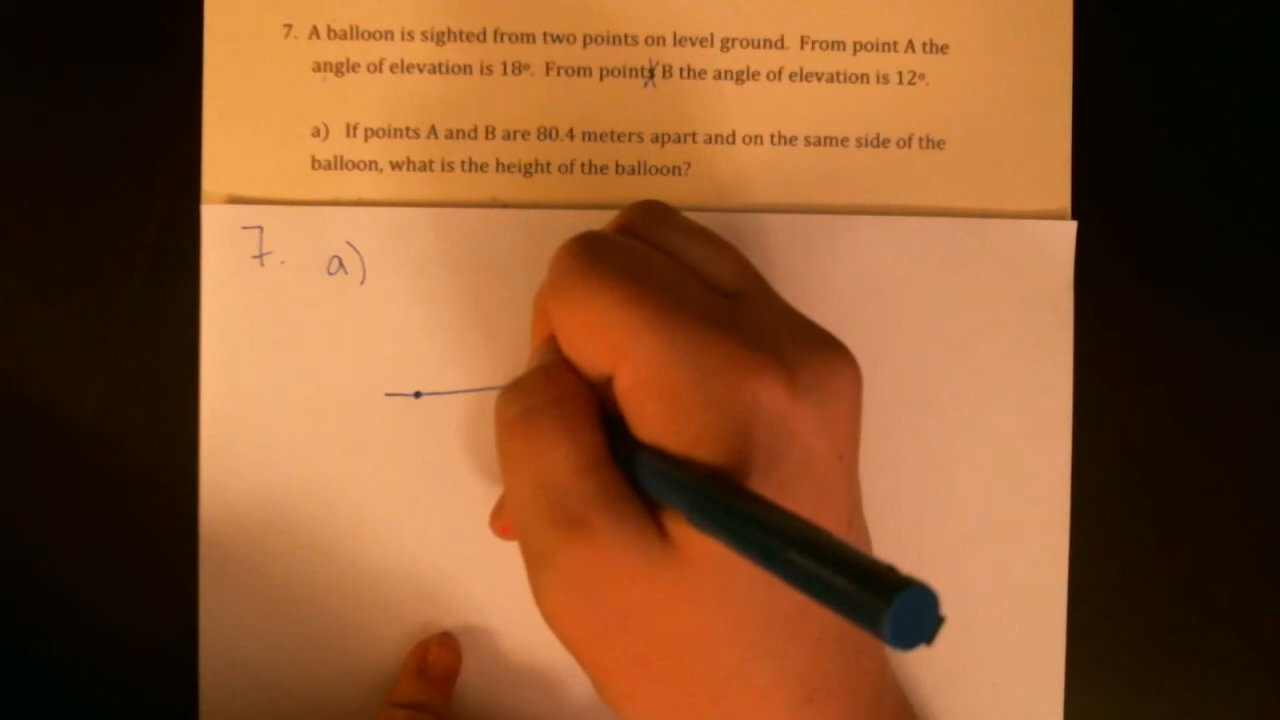 7. A balloon is sighted from two points on level ground. From point A the
angle of elevation is 18º. From points B the angle of elevation is 12º.
a) If points A and B are 80.4 meters apart and on the same side of the
balloon, what is the height of the balloon?
7. a)